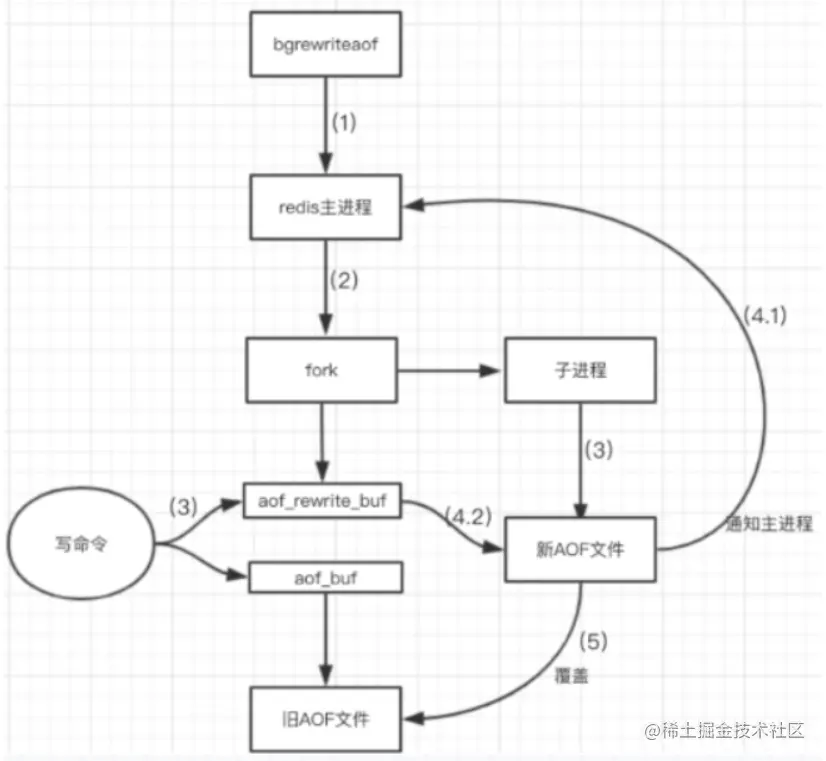 bgrewriteaof
(1)
redis主进程
(2)
(4.1)
fork
子进程
(3)
(3)
aof_rewrite_buf
(4.2)
通知主进程
写命令
新AOF文件
aof_buf
(5)
覆盖
旧AOF文件
@稀土掘金技术社区